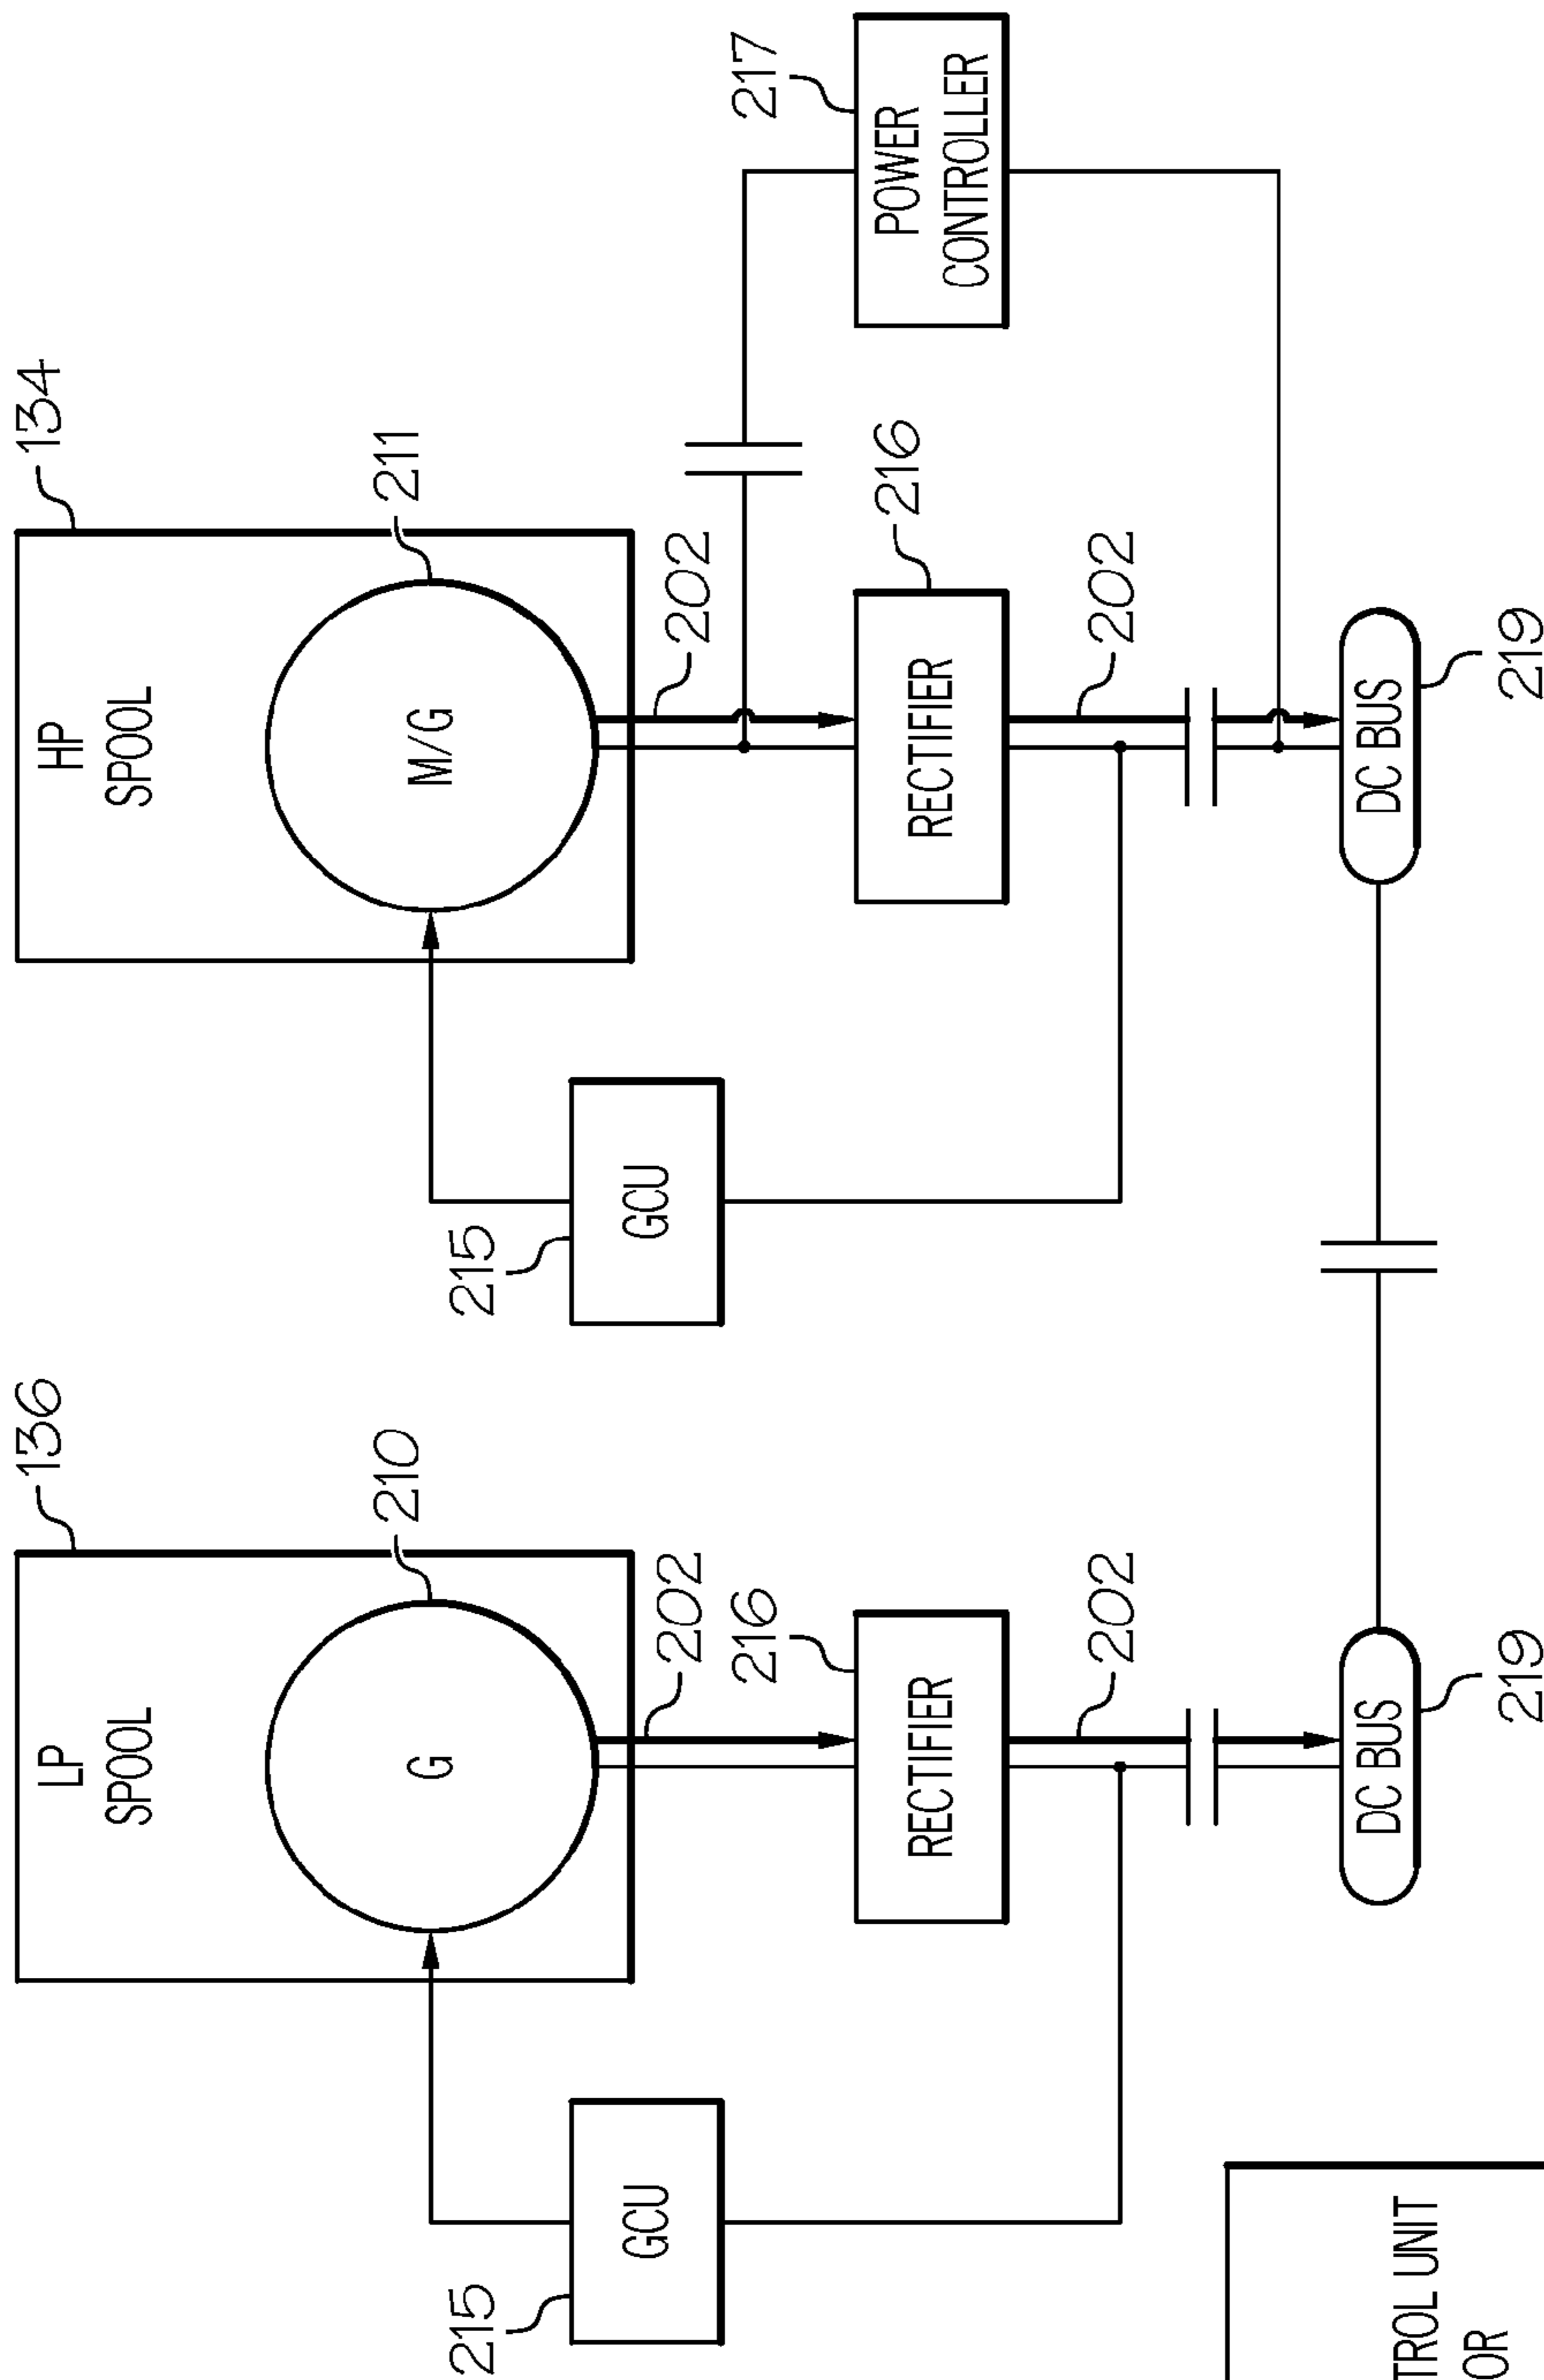 LP
SPOOL
136
HP
SPOOL
134
210
211
G
M/G
215
215
GCU
GCU
202
202
216
217
216
POWER
CONTROLLER
RECTIFIER
RECTIFIER
202
202
DC BUS
DC BUS
TROL UNIT
OR
219
219